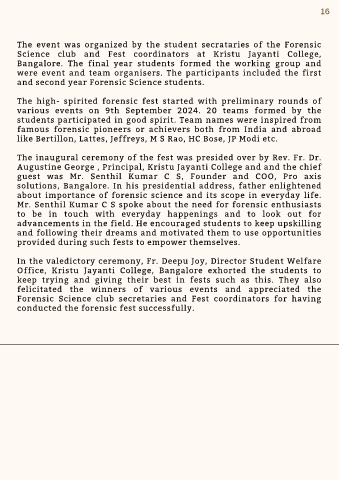 16
The event was organized by the student secrataries of the Forensic
Science club and Fest coordinators at Kristu Jayanti College,
Bangalore. The final year students formed the working group and
were event and team organisers. The participants included the first
and second year Forensic Science students.
The high- spirited forensic fest started with preliminary rounds of
various events on 9th September 2024. 20 teams formed by the
students participated in good spirit. Team names were inspired from
famous forensic pioneers or achievers both from India and abroad
like Bertillon, Lattes, Jeffreys, M S Rao, HC Bose, JP Modi etc.
The inaugural ceremony of the fest was presided over by Rev. Fr. Dr.
Augustine George , Principal, Kristu Jayanti College and and the chief
guest was Mr. Senthil Kumar C S, Founder and COO, Pro axis
solutions, Bangalore. In his presidential address, father enlightened
about importance of forensic science and its scope in everyday life.
Mr. Senthil Kumar C S spoke about the need for forensic enthusiasts
to be in touch with everyday happenings and to look out for
advancements in the field. He encouraged students to keep upskilling
and following their dreams and motivated them to use opportunities
provided during such fests to empower themselves.
In the valedictory ceremony, Fr. Deepu Joy, Director Student Welfare
Office, Kristu Jayanti College, Bangalore exhorted the students to
keep trying and giving their best in fests such as this. They also
felicitated the winners of various events and appreciated the
Forensic Science club secretaries and Fest coordinators for having
conducted the forensic fest successfully.